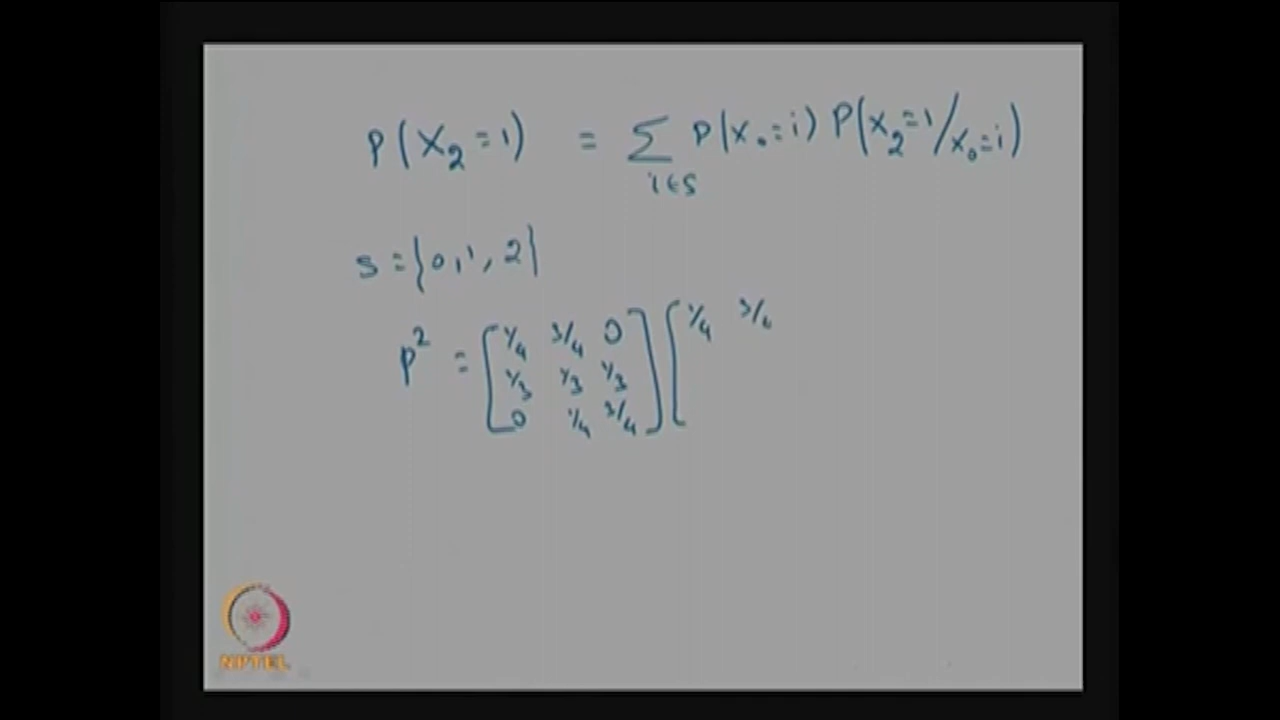 P(X₂=1) = Σ P(X₀=i) P(X₂=1/X₀=i)
i∈S
S={0,1,2}
P² = [1/4 3/4 0] [1/4 3/
1/3 1/3 1/3
0 1/4 3/4
NPTEL